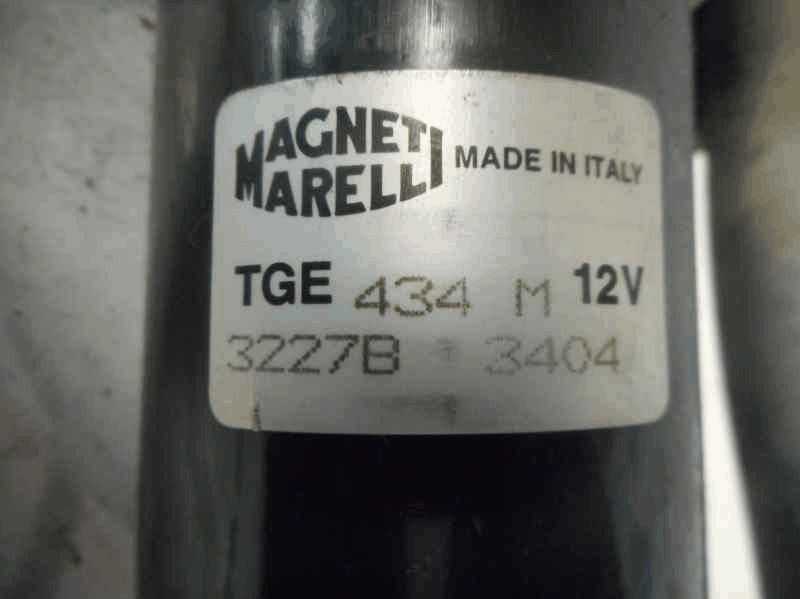 MAGNETI
MARELLI
MADE IN ITALY
TGE 434 M 12V
3227B 3404